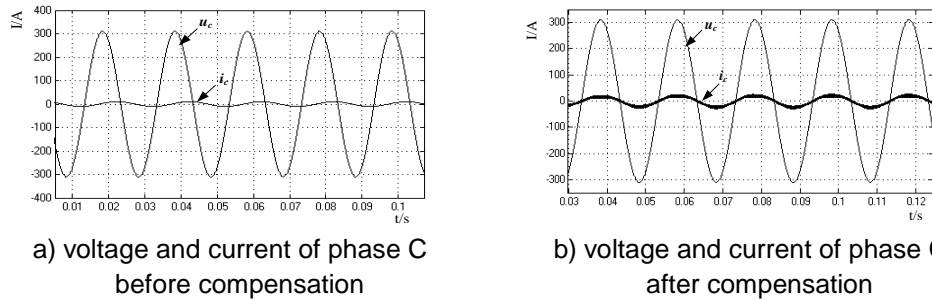 I/A
400
300
200
100
0
-100
-200
-300
-400
u_c
i_c
0.01 0.02 0.03 0.04 0.05 0.06 0.07 0.08 0.09 0.1
t/s
a) voltage and current of phase C
before compensation
I/A
300
200
100
0
-100
-200
-300
u_c
i_c
0.03 0.04 0.05 0.06 0.07 0.08 0.09 0.1 0.11 0.12
t/s
b) voltage and current of phase C
after compensation